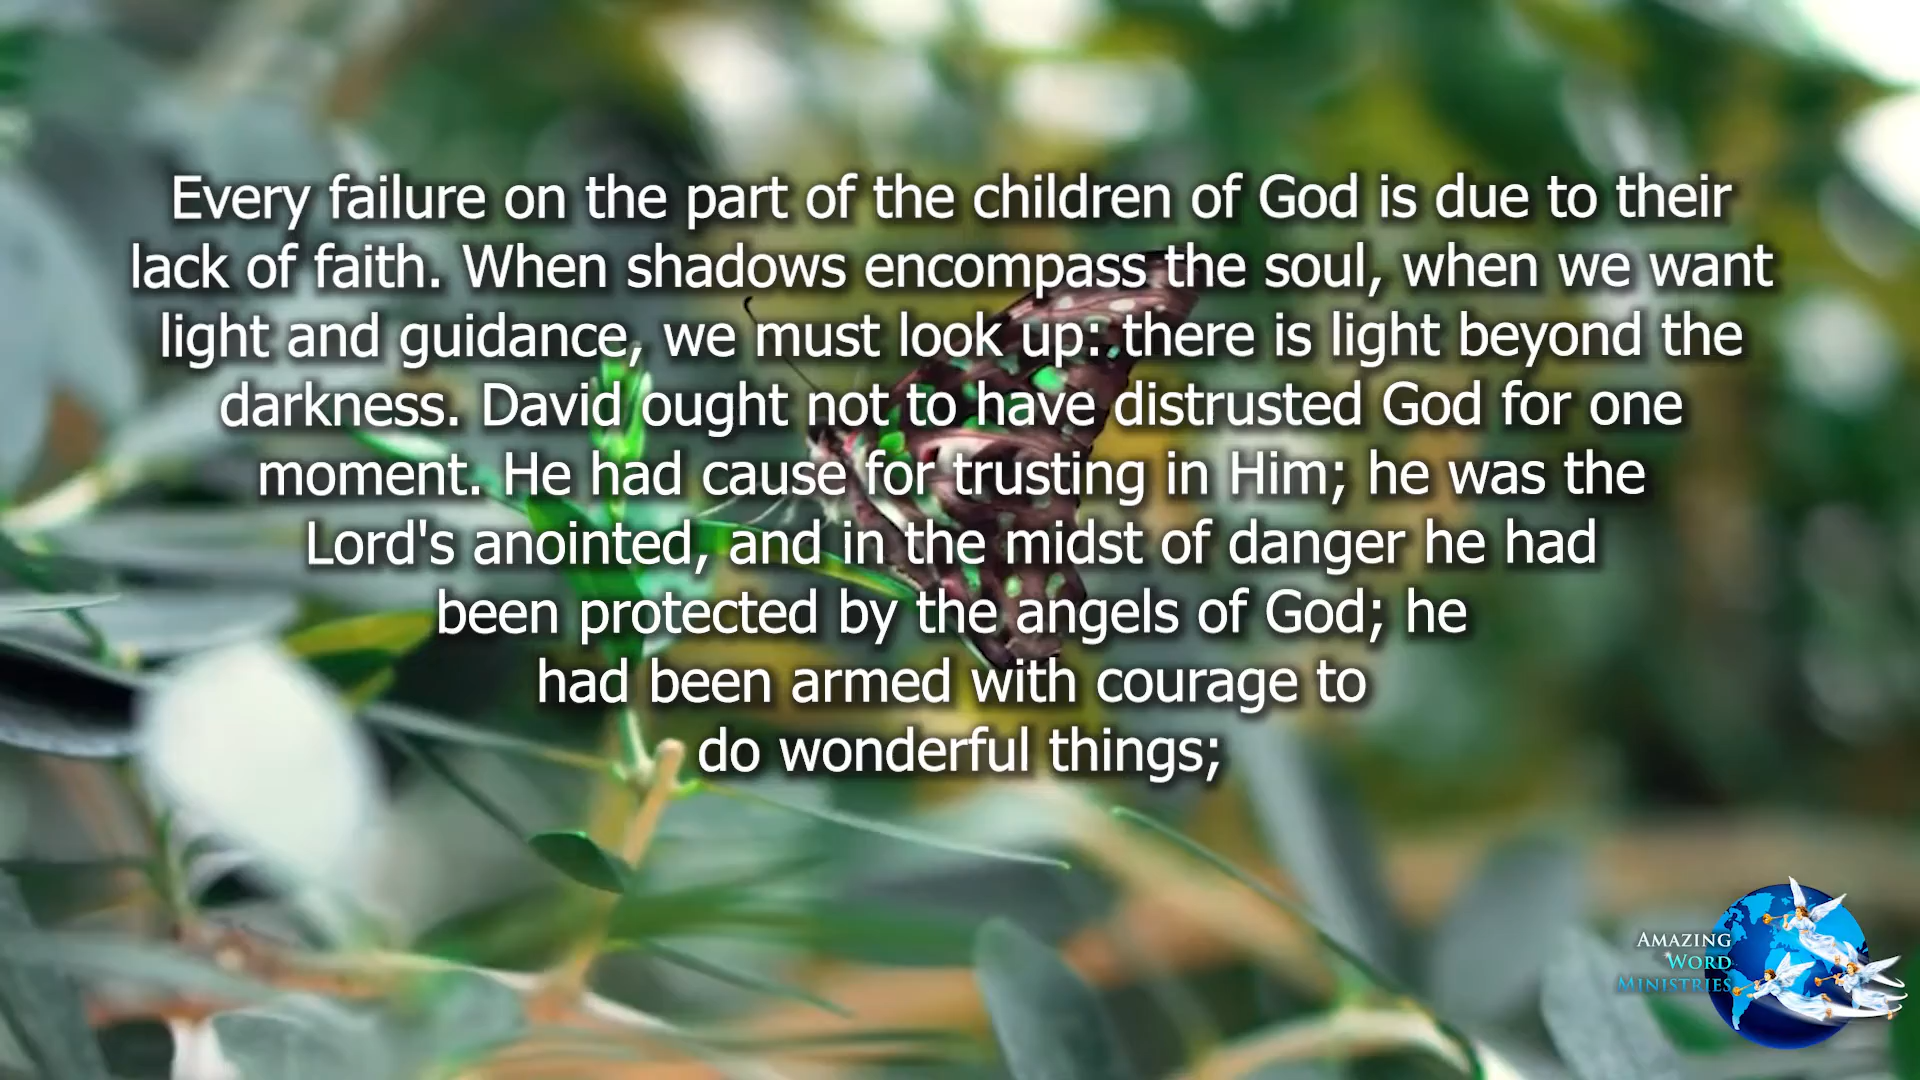 Every failure on the part of the children of God is due to their
lack of faith. When shadows encompass the soul, when we want
light and guidance, we must look up: there is light beyond the
darkness. David ought not to have distrusted God for one
moment. He had cause for trusting in Him; he was the
Lord's anointed, and in the midst of danger he had
been protected by the angels of God; he
had been armed with courage to
do wonderful things;
AMAZING
WORD
MINISTRIES